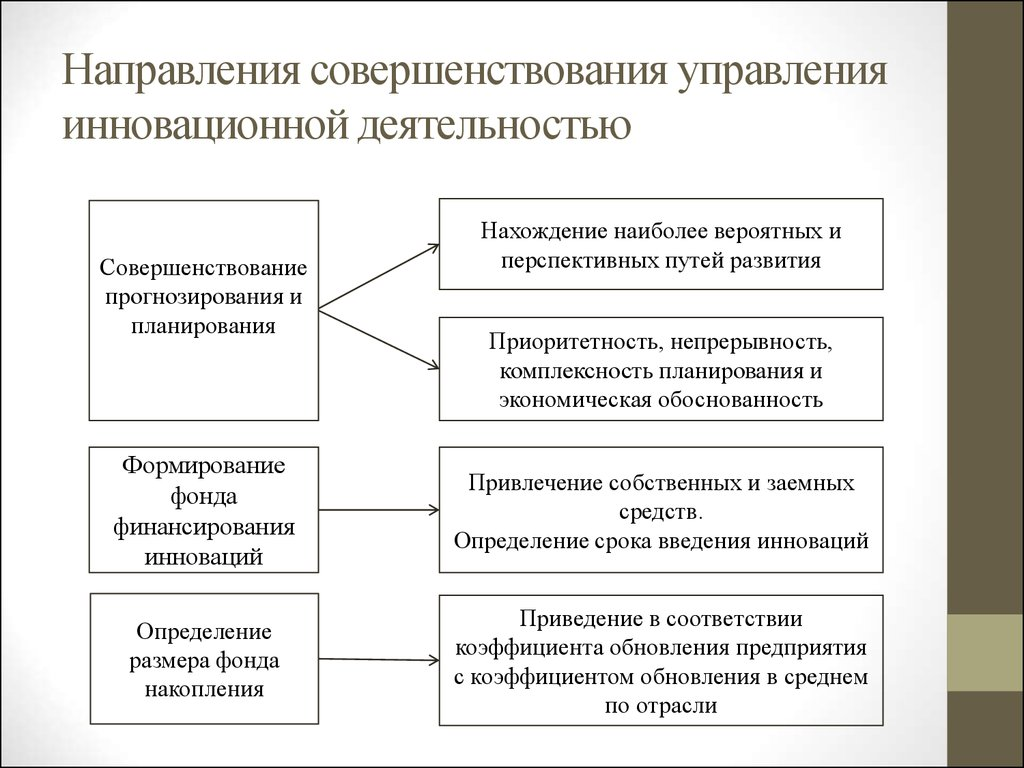 Направления совершенствования управления
инновационной деятельностью
Совершенствование
прогнозирования и
планирования
Нахождение наиболее вероятных и
перспективных путей развития
Приоритетность, непрерывность,
комплексность планирования и
экономическая обоснованность
Формирование
фонда
финансирования
инноваций
Привлечение собственных и заемных
средств.
Определение срока введения инноваций
Определение
размера фонда
накопления
Приведение в соответствии
коэффициента обновления предприятия
с коэффициентом обновления в среднем
по отрасли